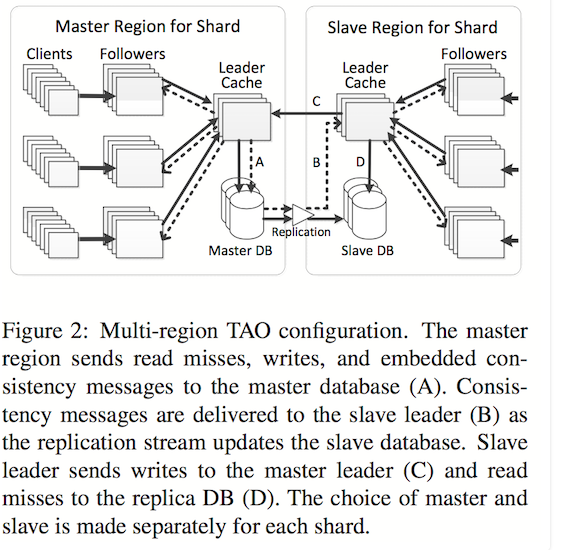 Master Region for Shard
Slave Region for Shard
Clients
Followers
Leader
Cache
Leader
Cache
Followers
C
A
B
D
Replication
Master DB
Slave DB
Figure 2: Multi-region TAO configuration. The master
region sends read misses, writes, and embedded con-
sistency messages to the master database (A). Consis-
tency messages are delivered to the slave leader (B) as
the replication stream updates the slave database. Slave
leader sends writes to the master leader (C) and read
misses to the replica DB (D). The choice of master and
slave is made separately for each shard.